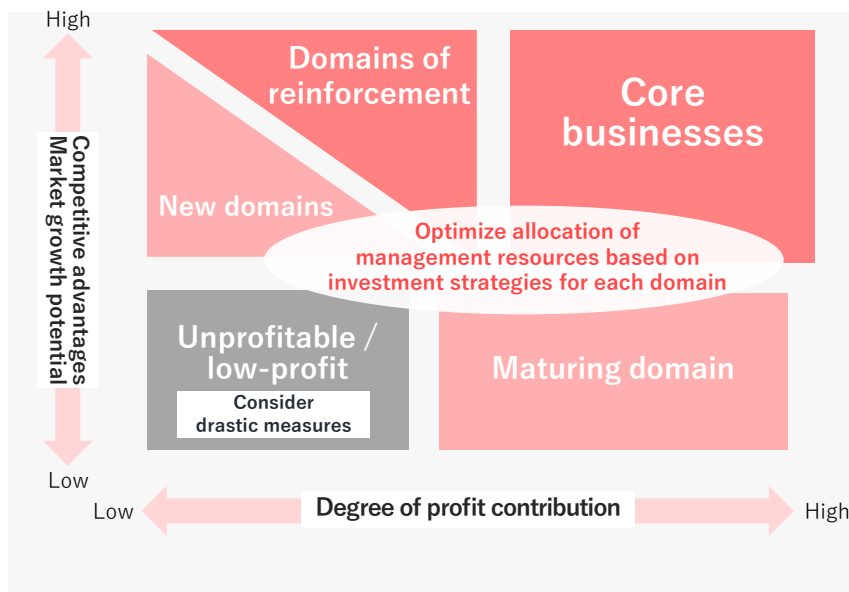 High
Competitive advantages
Market growth potential
Low
Domains of
reinforcement
Core
businesses
New domains
Optimize allocation of
management resources based on
investment strategies for each domain
Unprofitable /
low-profit
Consider
drastic measures
Maturing domain
Low
Degree of profit contribution
High